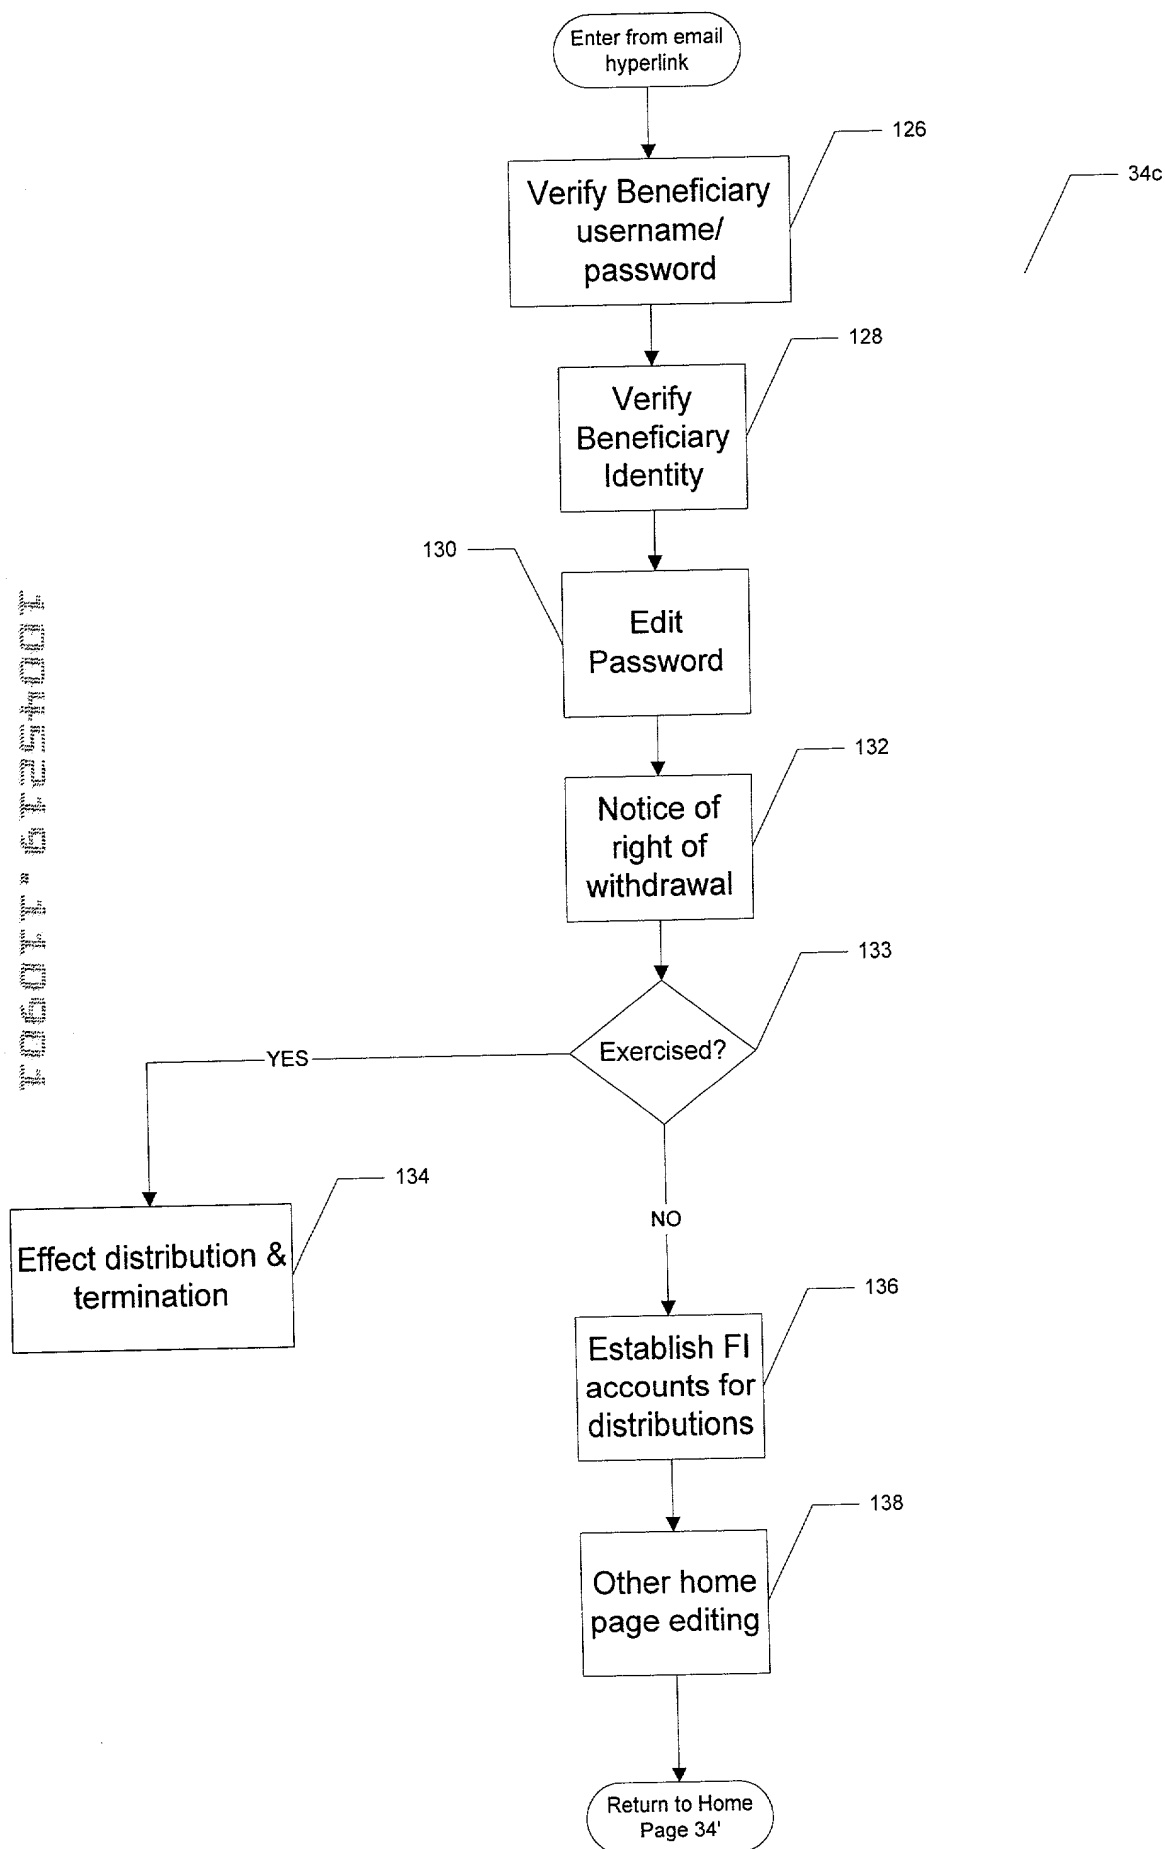 Enter from email
hyperlink
126
34c
Verify Beneficiary
username/
password
128
Verify
Beneficiary
Identity
130
Edit
Password
132
Notice of
right of
withdrawal
133
Exercised?
YES
134
Effect distribution &
termination
NO
136
Establish FI
accounts for
distributions
138
Other home
page editing
Return to Home
Page 34'
10045219.110901